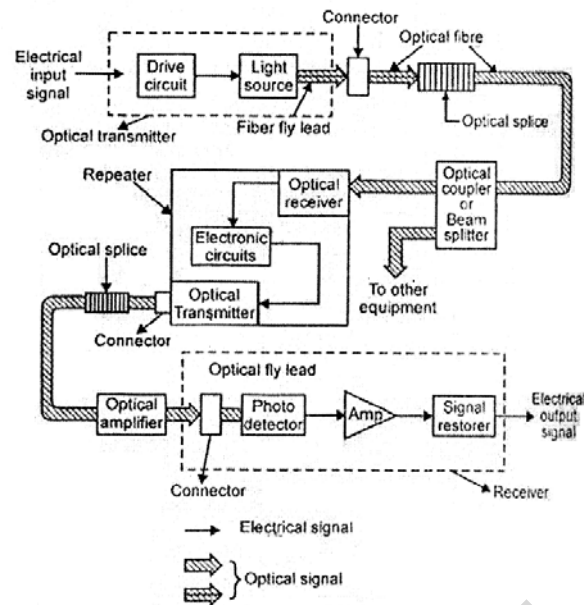 Connector
Electrical
input
signal
Drive
circuit
Light
source
Optical fibre
Fiber fly lead
Optical splice
Optical transmitter
Repeater
Optical
receiver
Optical
coupler
or
Beam
splitter
Electronic
circuits
Optical splice
Optical
Transmitter
To other
equipment
Connector
Optical fly lead
Optical
amplifier
Photo
detector
Amp
Signal
restorer
Electrical
output
signal
Connector
Receiver
Electrical signal
Optical signal